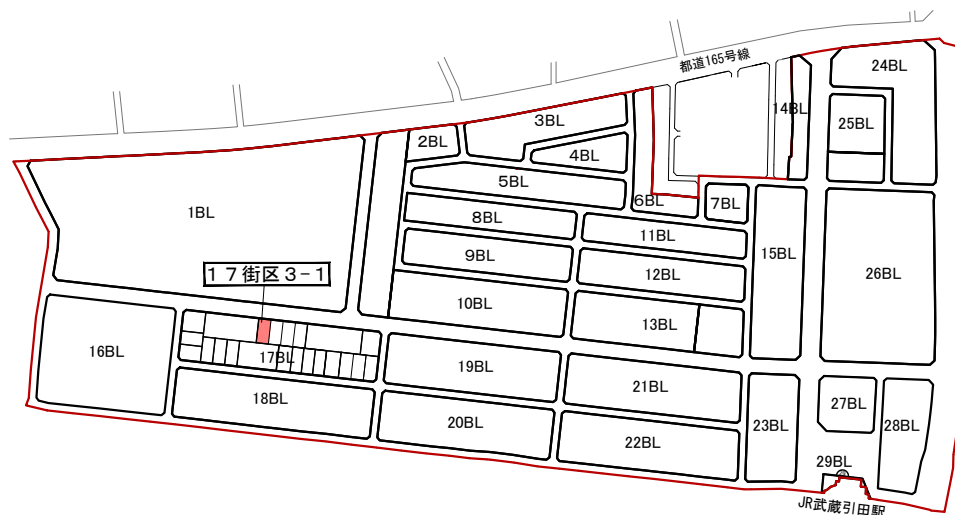 都道165号線
24BL
14BL
3BL
25BL
2BL
4BL
5BL
6BL
7BL
1BL
8BL
11BL
15BL
9BL
12BL
26BL
17街区3-1
10BL
13BL
16BL
17BL
19BL
21BL
18BL
27BL
20BL
23BL
28BL
22BL
29BL
JR武蔵引田駅